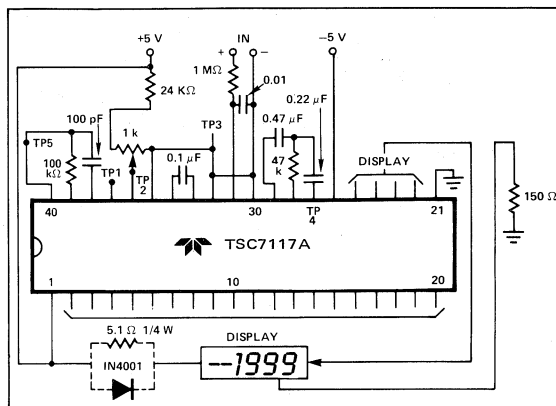 +5 V
IN
−5 V
+
−
1 MΩ
0.01
24 KΩ
0.22 µF
100 pF
TP3
0.47 µF
1 k
TP5
DISPLAY
100 kΩ
TP1
TP 2
0.1 µF
47 k
150 Ω
TP 4
40
30
21
TSC7117A
1
10
20
5.1 Ω 1/4 W
DISPLAY
IN4001
--1999